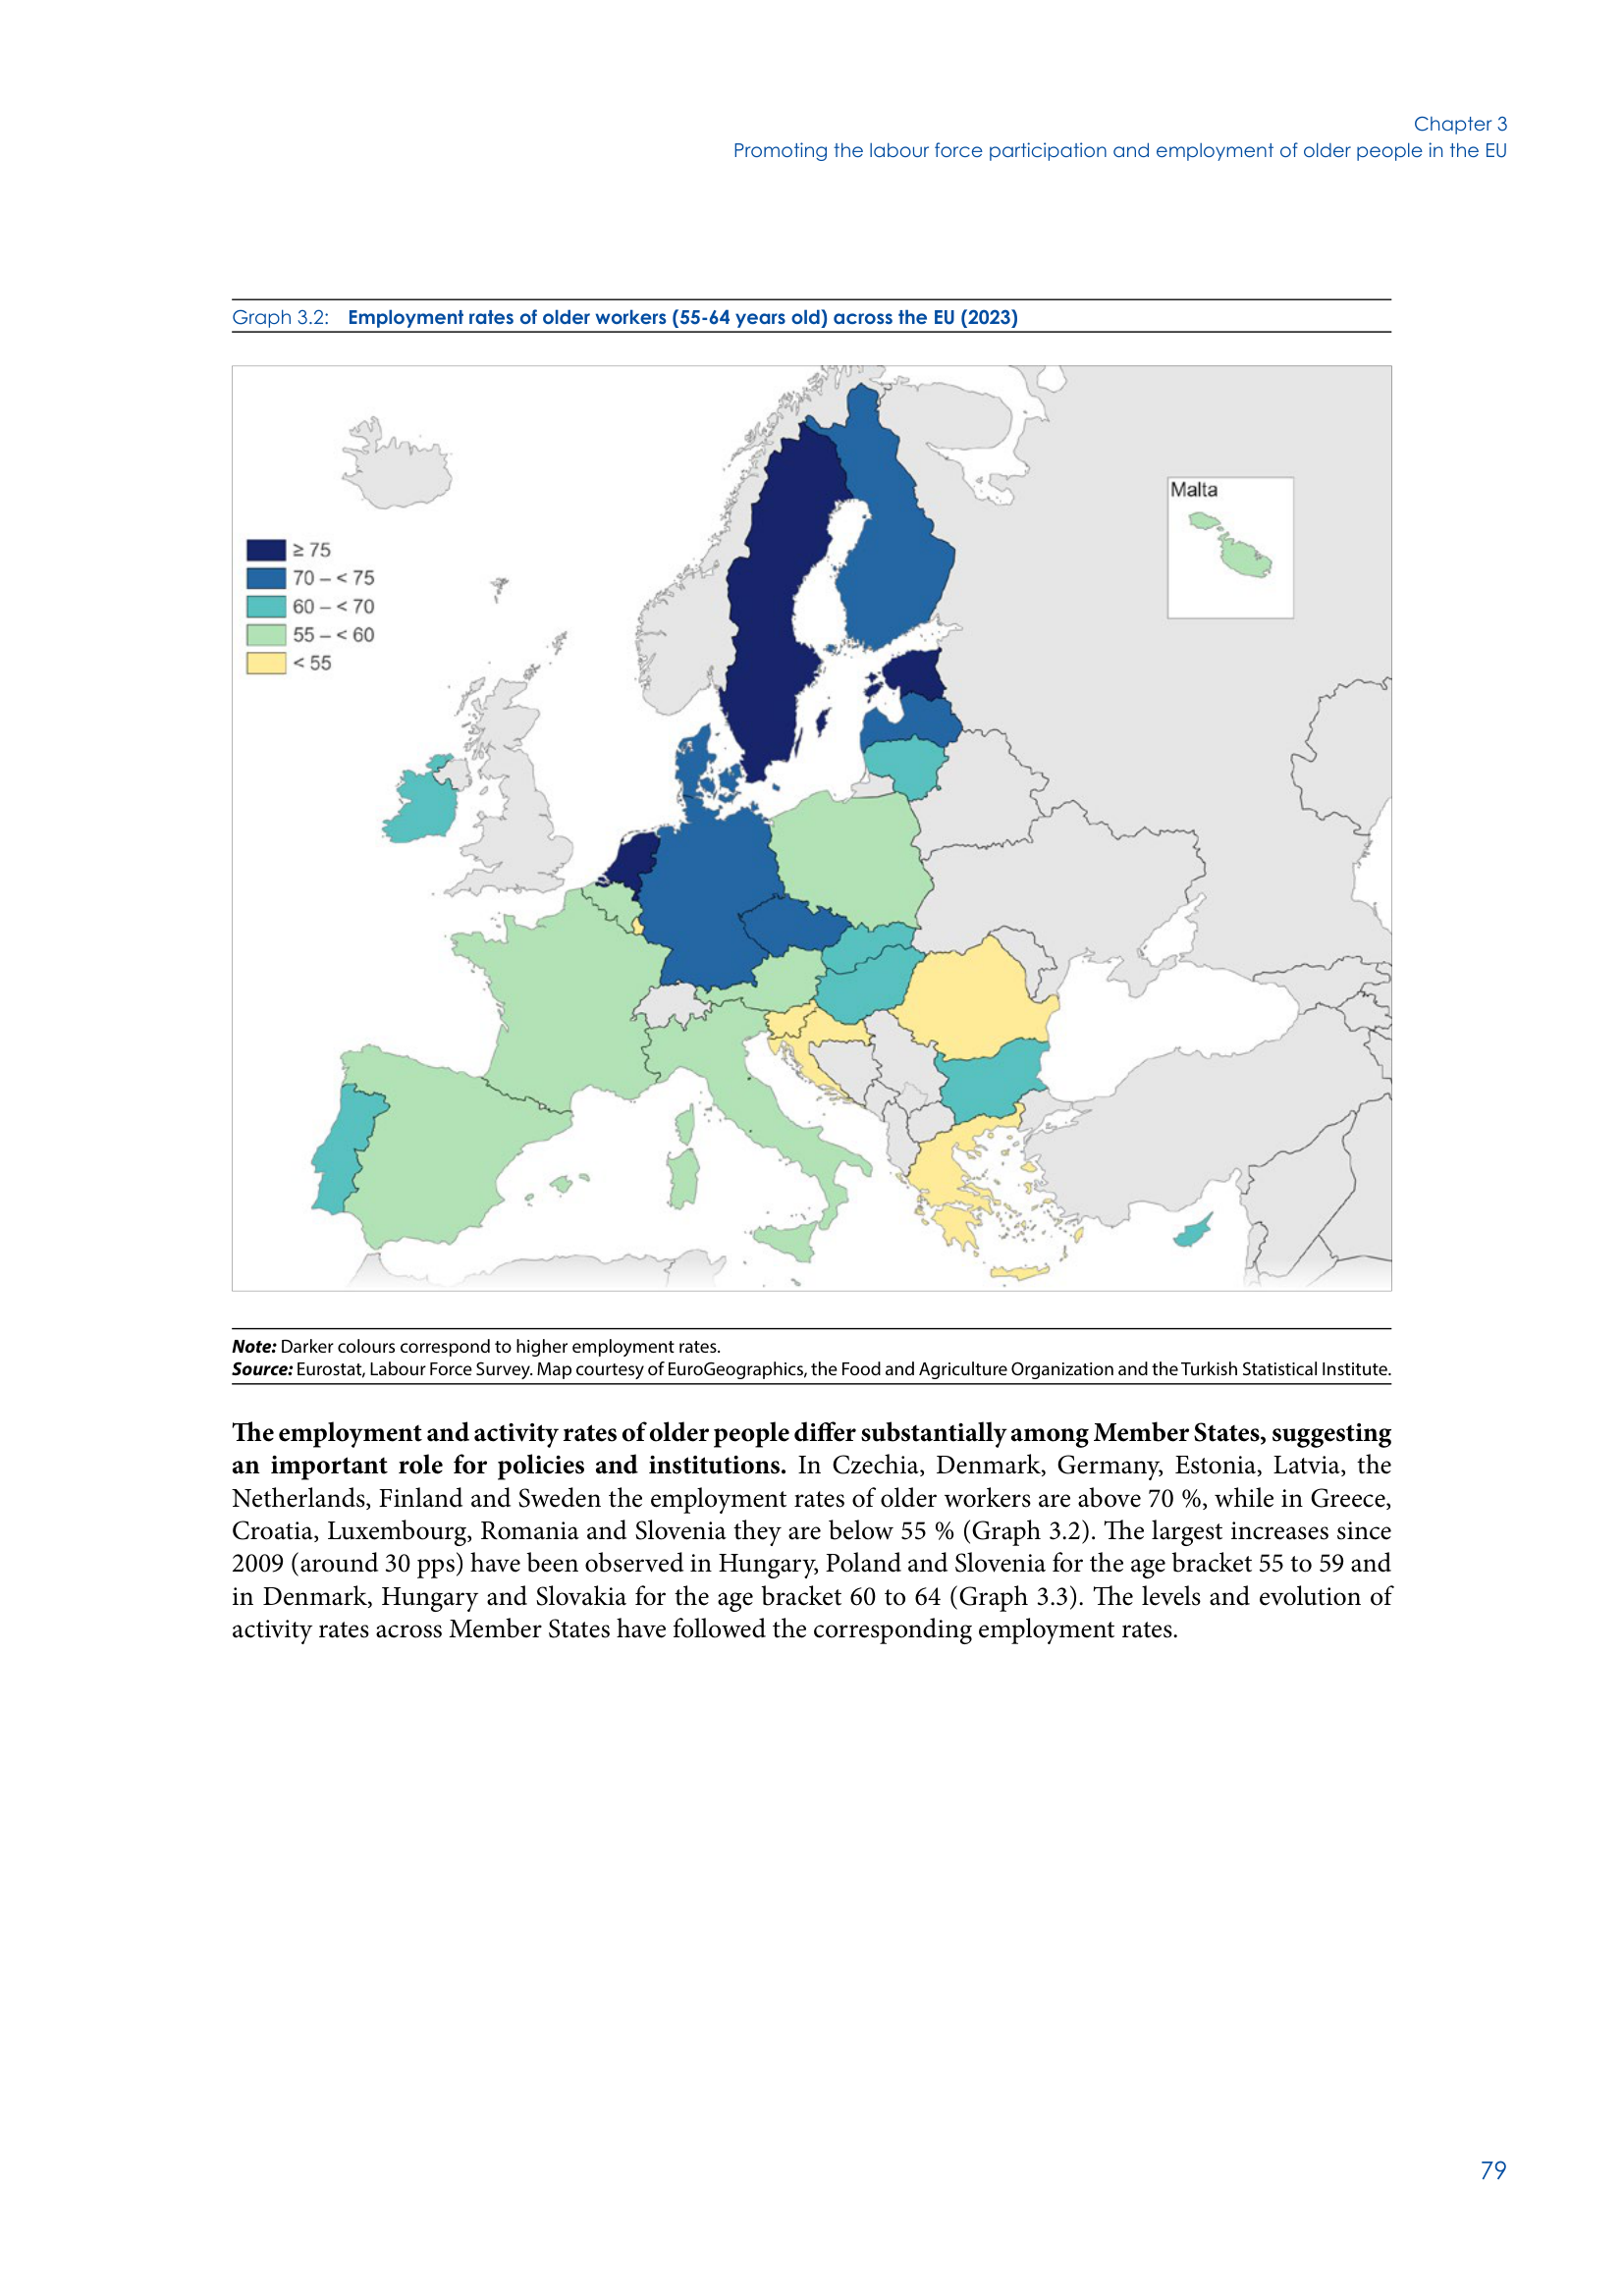 Chapter 3
Promoting the labour force participation and employment of older people in the EU
Graph 3.2: Employment rates of older workers (55-64 years old) across the EU (2023)
Malta
≥ 75
70 – < 75
60 – < 70
55 – < 60
< 55
Note: Darker colours correspond to higher employment rates.
Source: Eurostat, Labour Force Survey. Map courtesy of EuroGeographics, the Food and Agriculture Organization and the Turkish Statistical Institute.
The employment and activity rates of older people differ substantially among Member States, suggesting
an important role for policies and institutions. In Czechia, Denmark, Germany, Estonia, Latvia, the
Netherlands, Finland and Sweden the employment rates of older workers are above 70 %, while in Greece,
Croatia, Luxembourg, Romania and Slovenia they are below 55 % (Graph 3.2). The largest increases since
2009 (around 30 pps) have been observed in Hungary, Poland and Slovenia for the age bracket 55 to 59 and
in Denmark, Hungary and Slovakia for the age bracket 60 to 64 (Graph 3.3). The levels and evolution of
activity rates across Member States have followed the corresponding employment rates.
79